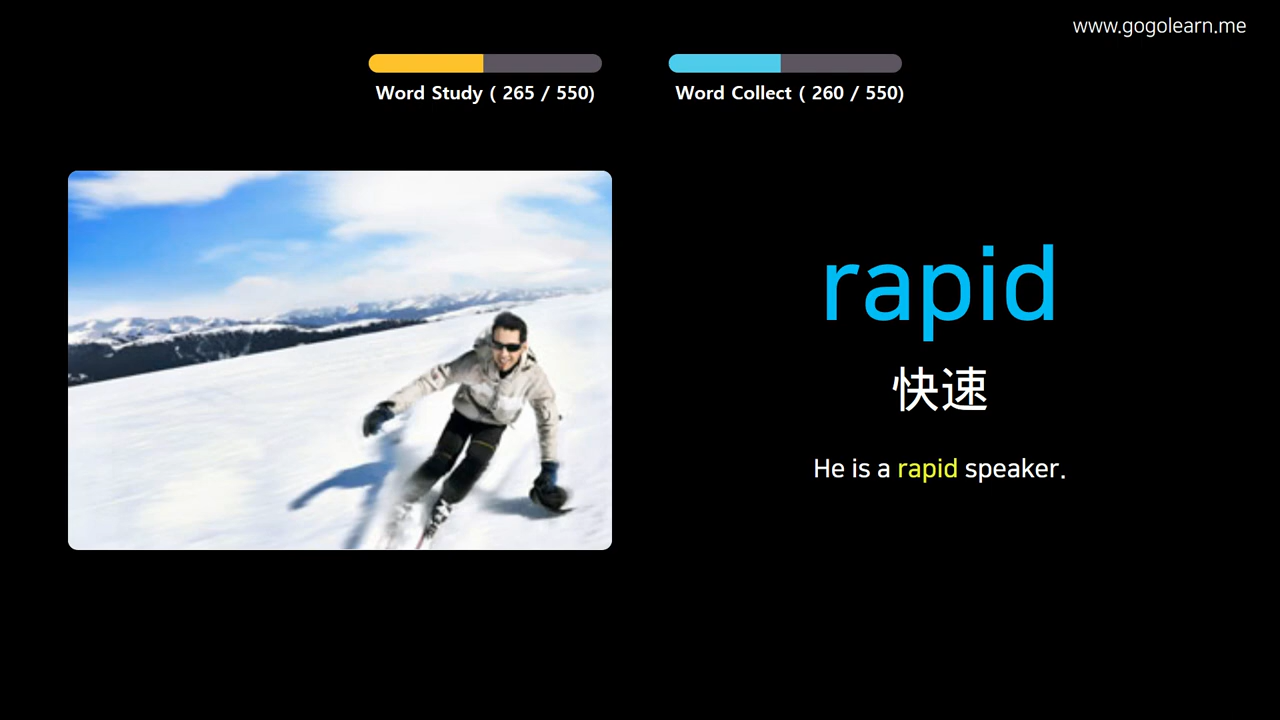 www.gogolearn.me
Word Study ( 265 / 550)
Word Collect ( 260 / 550)
rapid
快速
He is a rapid speaker.